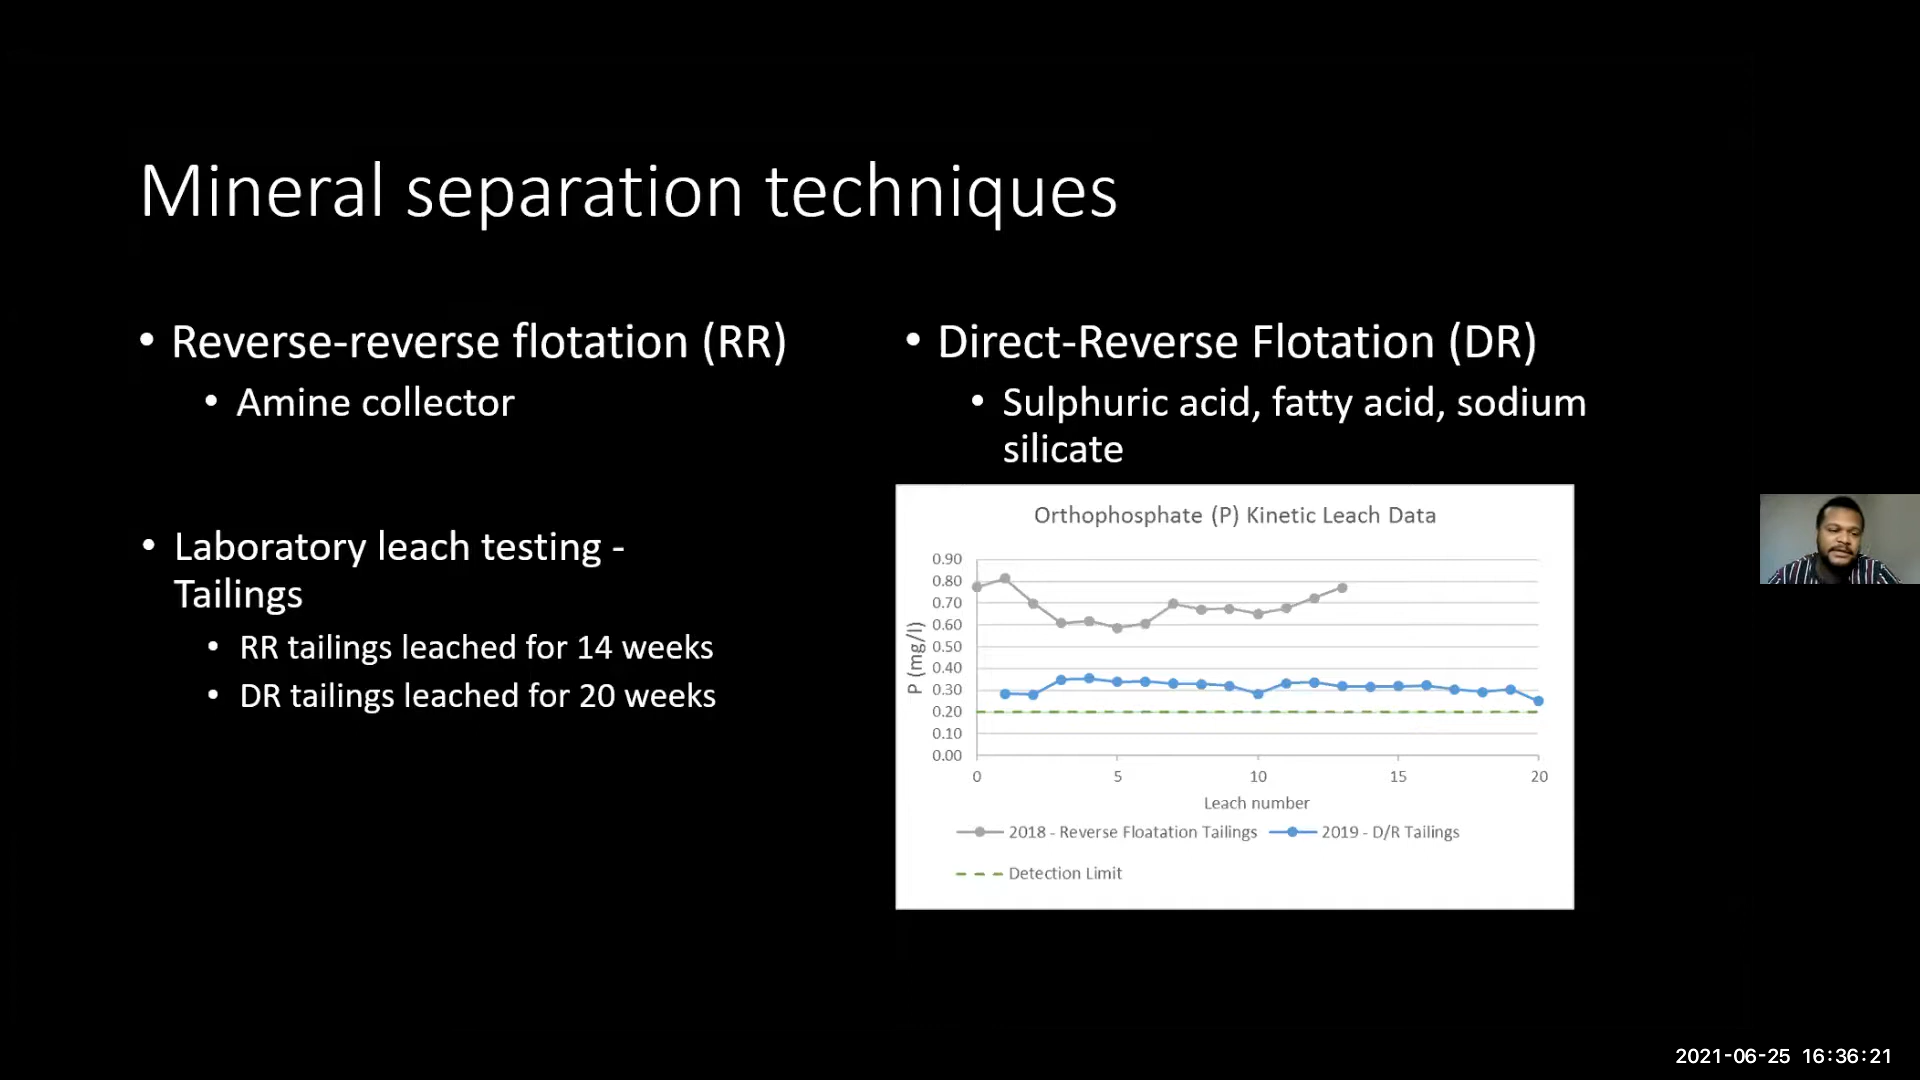 Mineral separation techniques
• Reverse-reverse flotation (RR)
• Amine collector
• Laboratory leach testing -
Tailings
• RR tailings leached for 14 weeks
• DR tailings leached for 20 weeks
• Direct-Reverse Flotation (DR)
• Sulphuric acid, fatty acid, sodium
silicate
Orthophosphate (P) Kinetic Leach Data
P (mg/l)
0.90
0.80
0.70
0.60
0.50
0.40
0.30
0.20
0.10
0.00
0 5 10 15 20
Leach number
2018 - Reverse Floatation Tailings 2019 - D/R Tailings
Detection Limit
2021-06-25 16:36:21